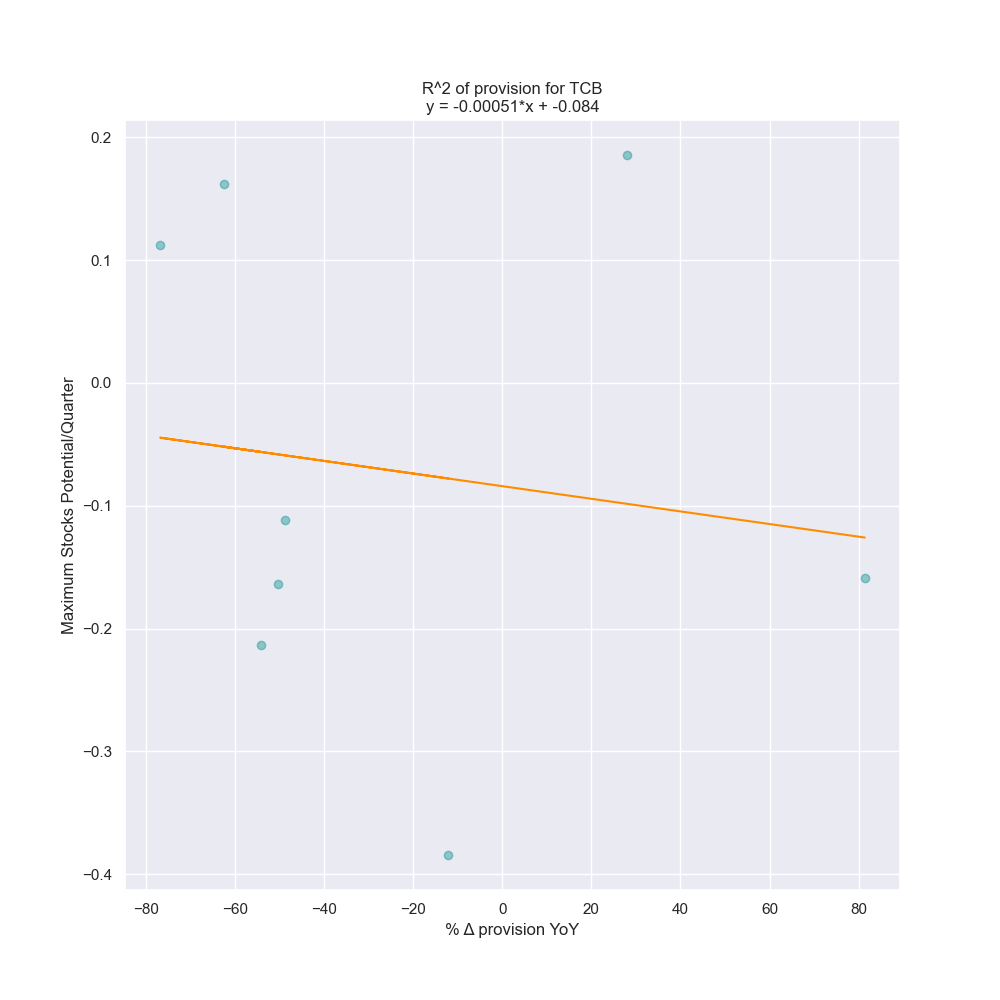 R^2 of provision for TCB
y = -0.00051*x + -0.084
0.2
0.1
0.0
−0.1
−0.2
−0.3
−0.4
Maximum Stocks Potential/Quarter
−80 −60 −40 −20 0 20 40 60 80
% Δ provision YoY